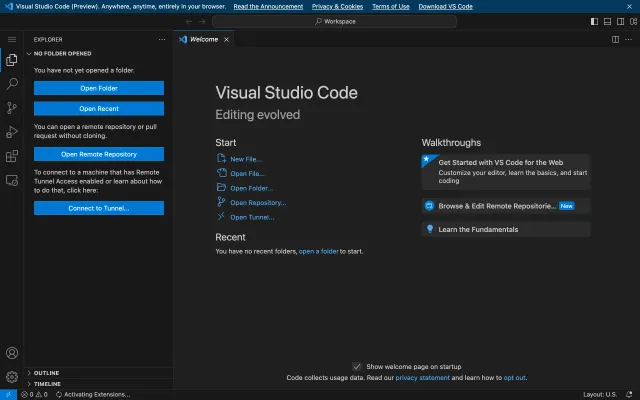 Visual Studio Code (Preview). Anywhere, anytime, entirely in your browser. Read the Announcement Privacy & Cookies Terms of Use Download VS Code
Workspace
EXPLORER
Welcome
NO FOLDER OPENED
You have not yet opened a folder.
Open Folder
Open Recent
You can open a remote repository or pull
request without cloning.
Open Remote Repository
To connect to a machine that has Remote
Tunnel Access enabled or learn about how
to do that, click here:
Connect to Tunnel...
OUTLINE
TIMELINE
Visual Studio Code
Editing evolved
Start
New File...
Open File...
Open Folder...
Open Repository...
Open Tunnel...
Recent
You have no recent folders, open a folder to start.
Walkthroughs
Get Started with VS Code for the Web
Customize your editor, learn the basics, and start
coding
Browse & Edit Remote Repositorie... New
Learn the Fundamentals
Show welcome page on startup
Code collects usage data. Read our privacy statement and learn how to opt out.
0 0 Activating Extensions... Layout: U.S.